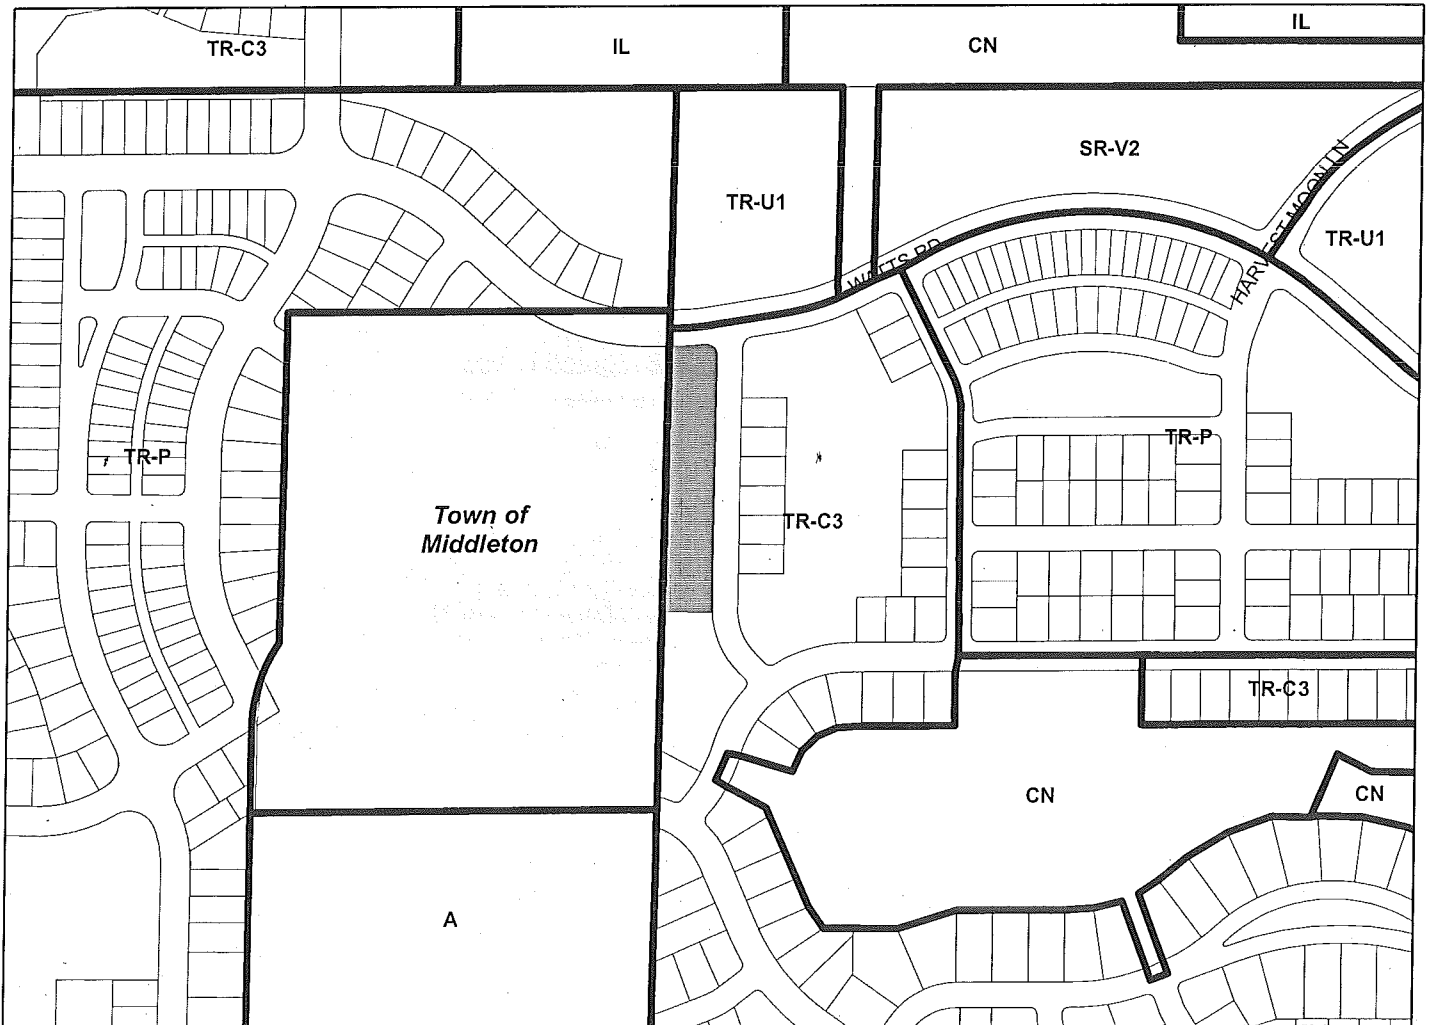 TR-C3
IL
CN
IL
SR-V2
TR-U1
TR-U1
WATTS RD
HARVEST MOON LN
TR-P
TR-P
Town of
Middleton
TR-C3
TR-C3
CN
CN
A